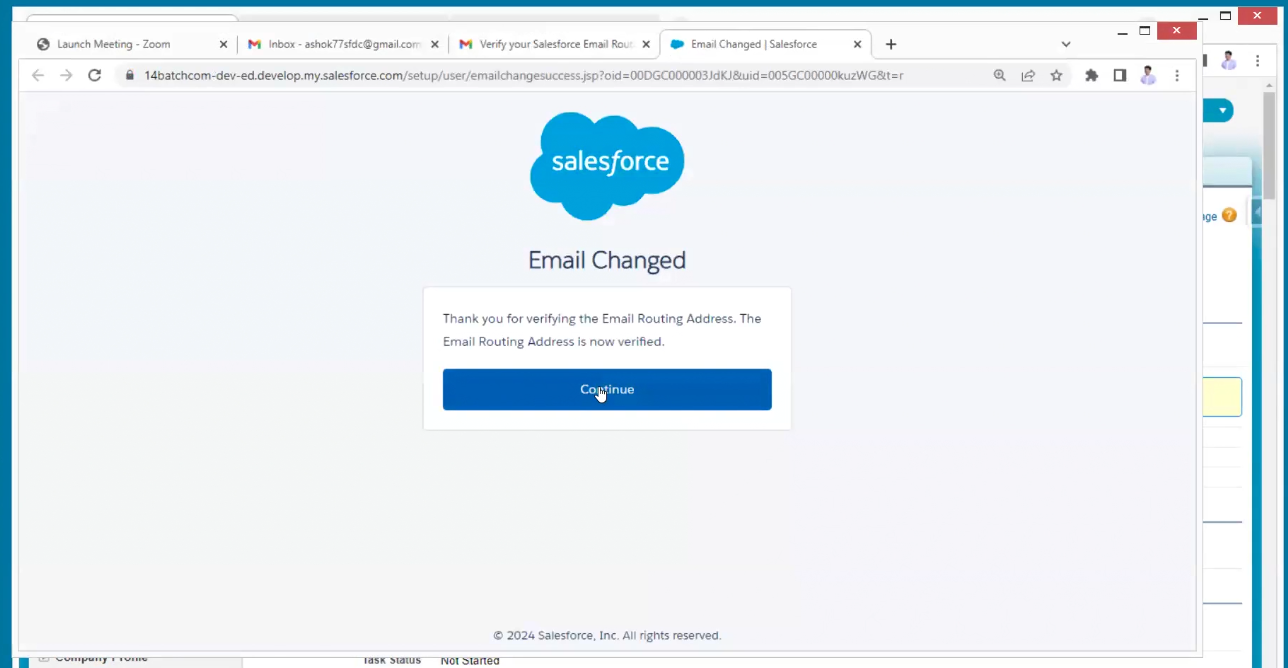 Launch Meeting - Zoom
Inbox - ashok77sfdc@gmail.com
Verify your Salesforce Email Rout
Email Changed | Salesforce
14batchcom-dev-ed.develop.my.salesforce.com/setup/user/emailchangesuccess.jsp?oid=00DGC000003JdKJ&uid=005GC00000kuzWG&t=r
salesforce
age ?
Email Changed
Thank you for verifying the Email Routing Address. The
Email Routing Address is now verified.
Continue
© 2024 Salesforce, Inc. All rights reserved.
Company Profile
Task Status Not Started